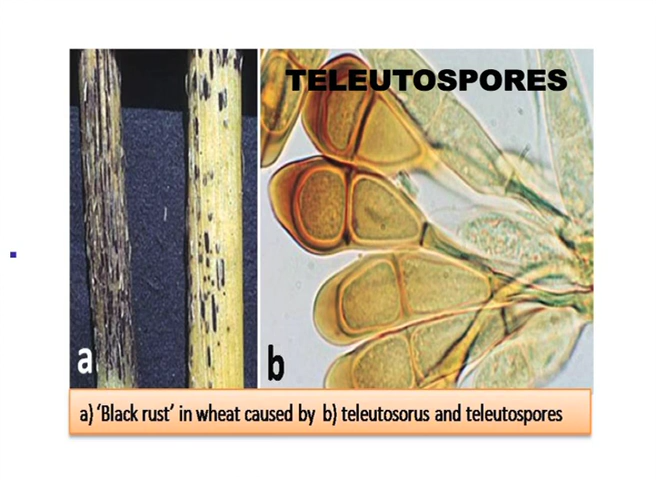 TELEUTOSPORES
a b
a) ‘Black rust’ in wheat caused by b) teleutosorus and teleutospores